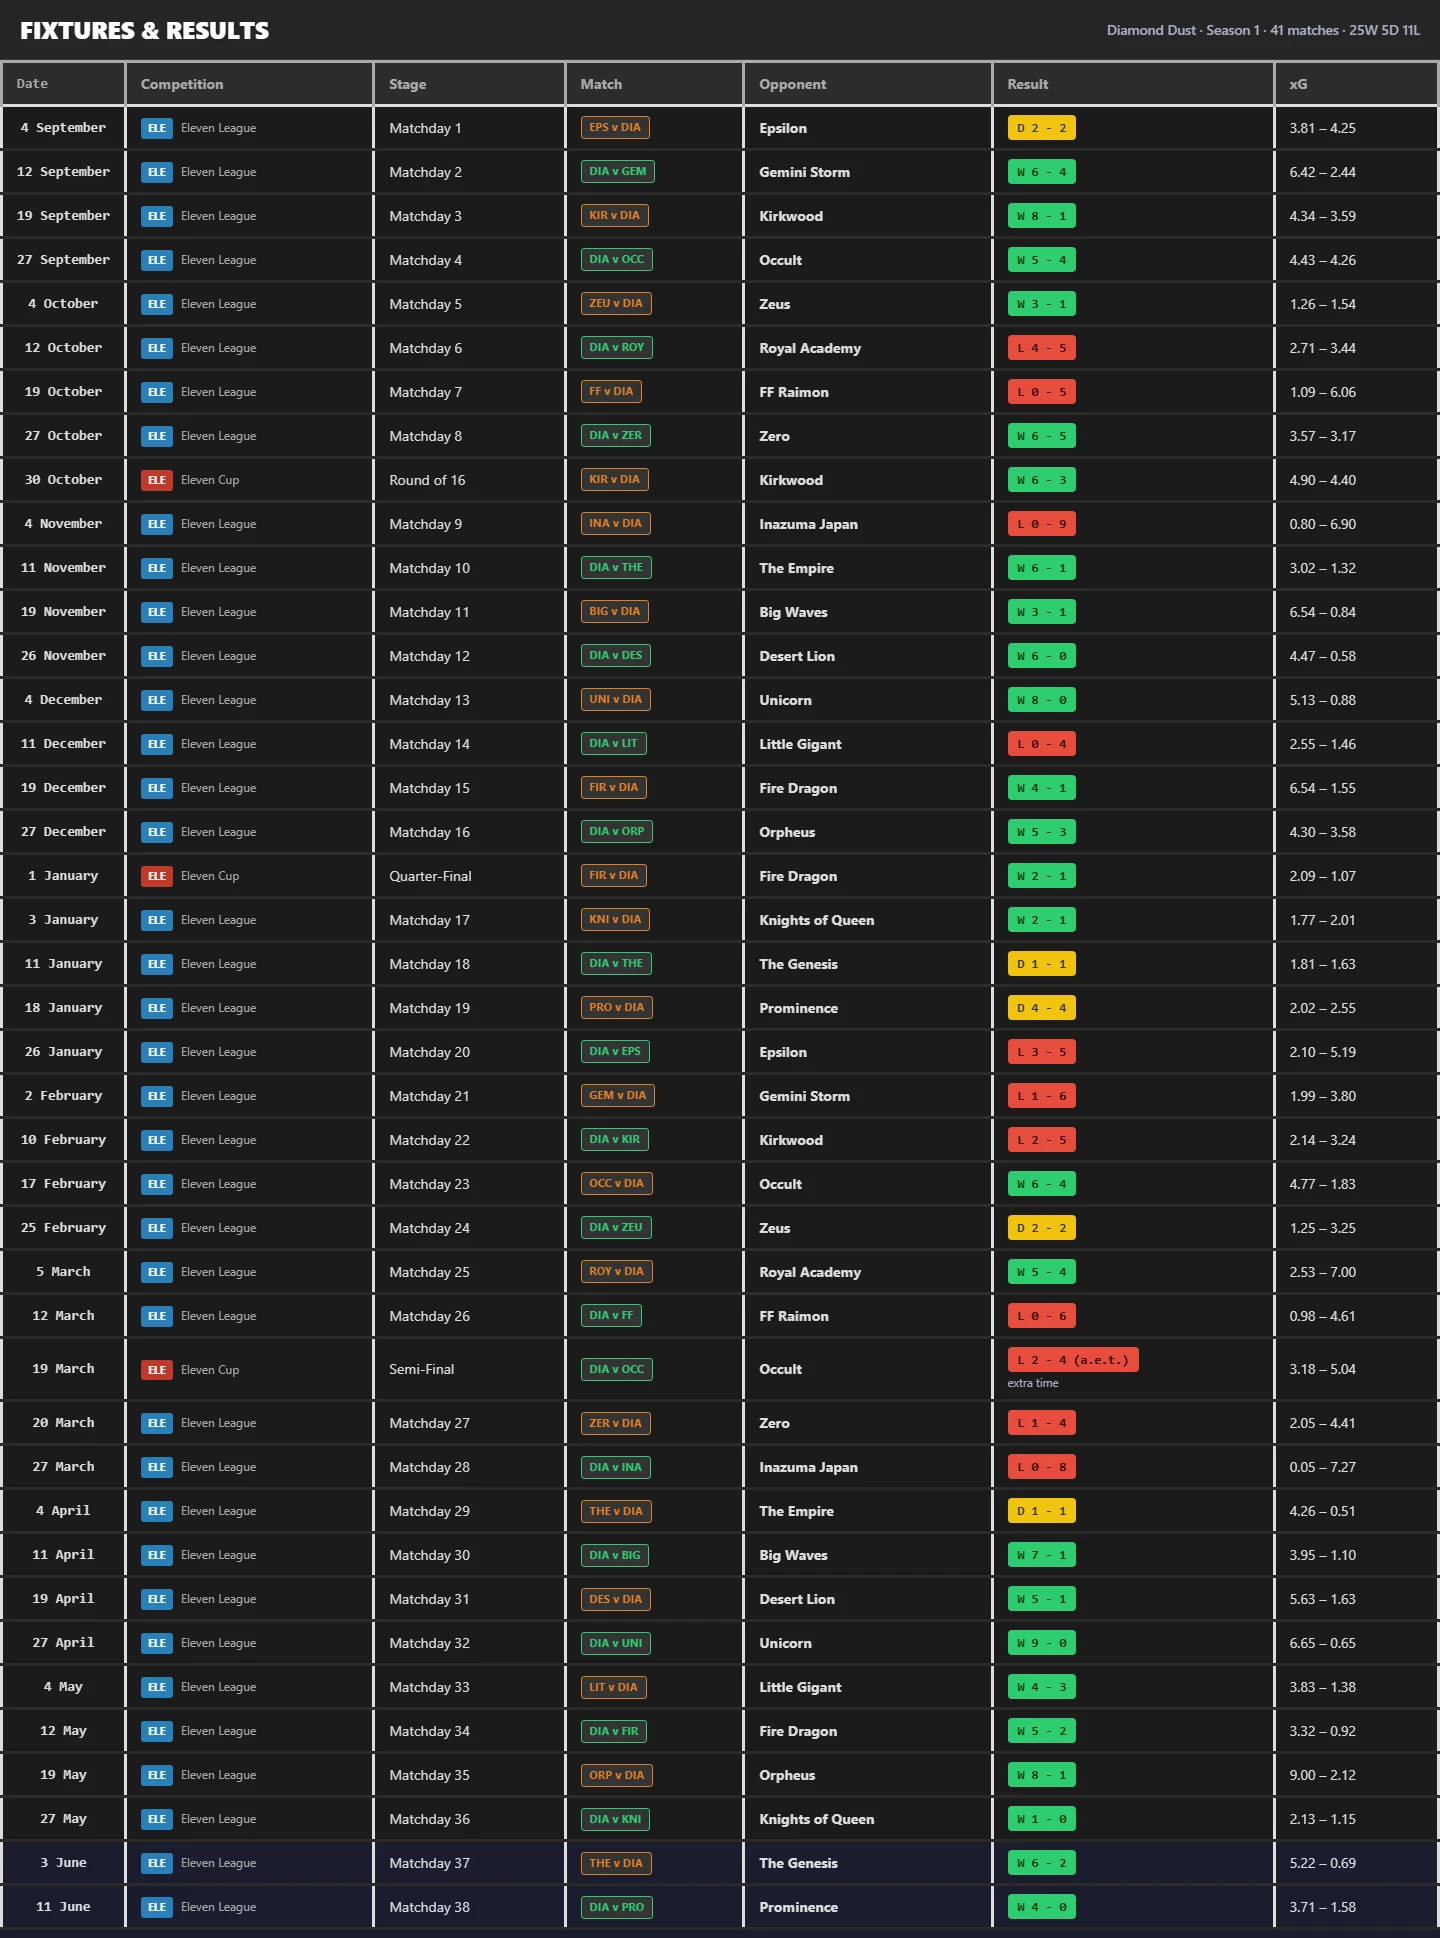 FIXTURES & RESULTS
Diamond Dust · Season 1 · 41 matches · 25W 5D 11L
Date Competition Stage Match Opponent Result xG
4 September ELE Eleven League Matchday 1 EPS v DIA Epsilon D 2 - 2 3.81 – 4.25
12 September ELE Eleven League Matchday 2 DIA v GEM Gemini Storm W 6 - 4 6.42 – 2.44
19 September ELE Eleven League Matchday 3 KIR v DIA Kirkwood W 8 - 1 4.34 – 3.59
27 September ELE Eleven League Matchday 4 DIA v OCC Occult W 5 - 4 4.43 – 4.26
4 October ELE Eleven League Matchday 5 ZEU v DIA Zeus W 3 - 1 1.26 – 1.54
12 October ELE Eleven League Matchday 6 DIA v ROY Royal Academy L 4 - 5 2.71 – 3.44
19 October ELE Eleven League Matchday 7 FF v DIA FF Raimon L 0 - 5 1.09 – 6.06
27 October ELE Eleven League Matchday 8 DIA v ZER Zero W 6 - 5 3.57 – 3.17
30 October ELE Eleven Cup Round of 16 KIR v DIA Kirkwood W 6 - 3 4.90 – 4.40
4 November ELE Eleven League Matchday 9 INA v DIA Inazuma Japan L 0 - 9 0.80 – 6.90
11 November ELE Eleven League Matchday 10 DIA v THE The Empire W 6 - 1 3.02 – 1.32
19 November ELE Eleven League Matchday 11 BIG v DIA Big Waves W 3 - 1 6.54 – 0.84
26 November ELE Eleven League Matchday 12 DIA v DES Desert Lion W 6 - 0 4.47 – 0.58
4 December ELE Eleven League Matchday 13 UNI v DIA Unicorn W 8 - 0 5.13 – 0.88
11 December ELE Eleven League Matchday 14 DIA v LIT Little Gigant L 0 - 4 2.55 – 1.46
19 December ELE Eleven League Matchday 15 FIR v DIA Fire Dragon W 4 - 1 6.54 – 1.55
27 December ELE Eleven League Matchday 16 DIA v ORP Orpheus W 5 - 3 4.30 – 3.58
1 January ELE Eleven Cup Quarter-Final FIR v DIA Fire Dragon W 2 - 1 2.09 – 1.07
3 January ELE Eleven League Matchday 17 KNI v DIA Knights of Queen W 2 - 1 1.77 – 2.01
11 January ELE Eleven League Matchday 18 DIA v THE The Genesis D 1 - 1 1.81 – 1.63
18 January ELE Eleven League Matchday 19 PRO v DIA Prominence D 4 - 4 2.02 – 2.55
26 January ELE Eleven League Matchday 20 DIA v EPS Epsilon L 3 - 5 2.10 – 5.19
2 February ELE Eleven League Matchday 21 GEM v DIA Gemini Storm L 1 - 6 1.99 – 3.80
10 February ELE Eleven League Matchday 22 DIA v KIR Kirkwood L 2 - 5 2.14 – 3.24
17 February ELE Eleven League Matchday 23 OCC v DIA Occult W 6 - 4 4.77 – 1.83
25 February ELE Eleven League Matchday 24 DIA v ZEU Zeus D 2 - 2 1.25 – 3.25
5 March ELE Eleven League Matchday 25 ROY v DIA Royal Academy W 5 - 4 2.53 – 7.00
12 March ELE Eleven League Matchday 26 DIA v FF FF Raimon L 0 - 6 0.98 – 4.61
19 March ELE Eleven Cup Semi-Final DIA v OCC Occult L 2 - 4 (a.e.t.) 3.18 – 5.04
extra time
20 March ELE Eleven League Matchday 27 ZER v DIA Zero L 1 - 4 2.05 – 4.41
27 March ELE Eleven League Matchday 28 DIA v INA Inazuma Japan L 0 - 8 0.05 – 7.27
4 April ELE Eleven League Matchday 29 THE v DIA The Empire D 1 - 1 4.26 – 0.51
11 April ELE Eleven League Matchday 30 DIA v BIG Big Waves W 7 - 1 3.95 – 1.10
19 April ELE Eleven League Matchday 31 DES v DIA Desert Lion W 5 - 1 5.63 – 1.63
27 April ELE Eleven League Matchday 32 DIA v UNI Unicorn W 9 - 0 6.65 – 0.65
4 May ELE Eleven League Matchday 33 LIT v DIA Little Gigant W 4 - 3 3.83 – 1.38
12 May ELE Eleven League Matchday 34 DIA v FIR Fire Dragon W 5 - 2 3.32 – 0.92
19 May ELE Eleven League Matchday 35 ORP v DIA Orpheus W 8 - 1 9.00 – 2.12
27 May ELE Eleven League Matchday 36 DIA v KNI Knights of Queen W 1 - 0 2.13 – 1.15
3 June ELE Eleven League Matchday 37 THE v DIA The Genesis W 6 - 2 5.22 – 0.69
11 June ELE Eleven League Matchday 38 DIA v PRO Prominence W 4 - 0 3.71 – 1.58